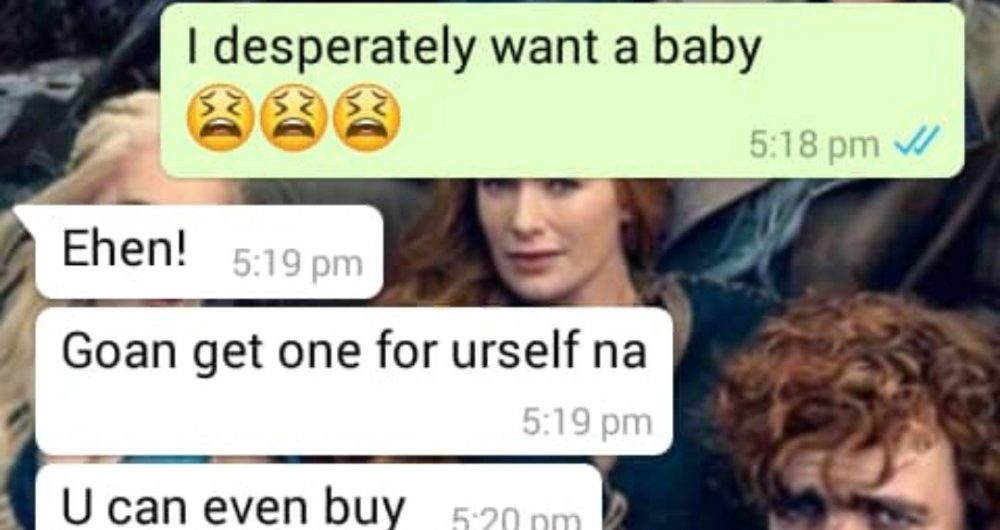 I desperately want a baby
😫😫😫
5:18 pm
Ehen! 5:19 pm
Goan get one for urself na
5:19 pm
U can even buy 5:20 pm